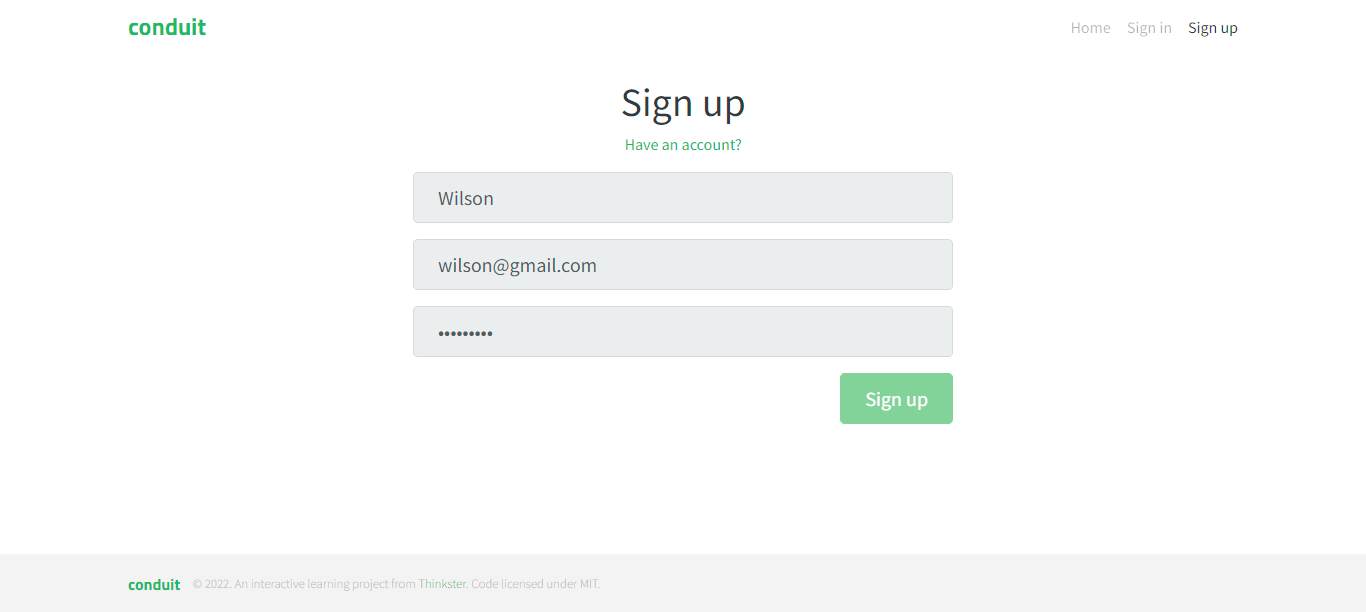 conduit
Home Sign in Sign up
Sign up
Have an account?
Wilson
wilson@gmail.com
•••••••••
Sign up
conduit © 2022. An interactive learning project from Thinkster. Code licensed under MIT.